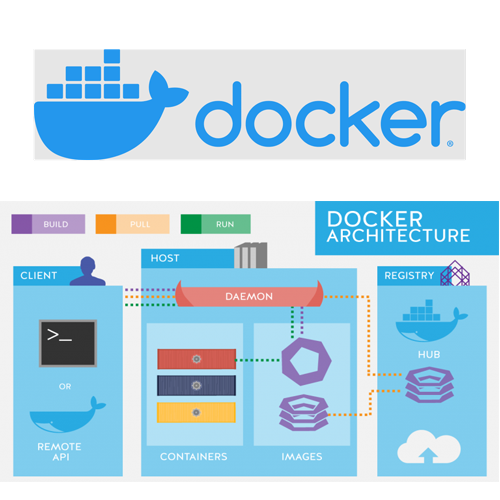 docker®
BUILD
PULL
RUN
DOCKER
ARCHITECTURE
CLIENT
HOST
REGISTRY
DAEMON
>_
OR
REMOTE
API
CONTAINERS
IMAGES
HUB